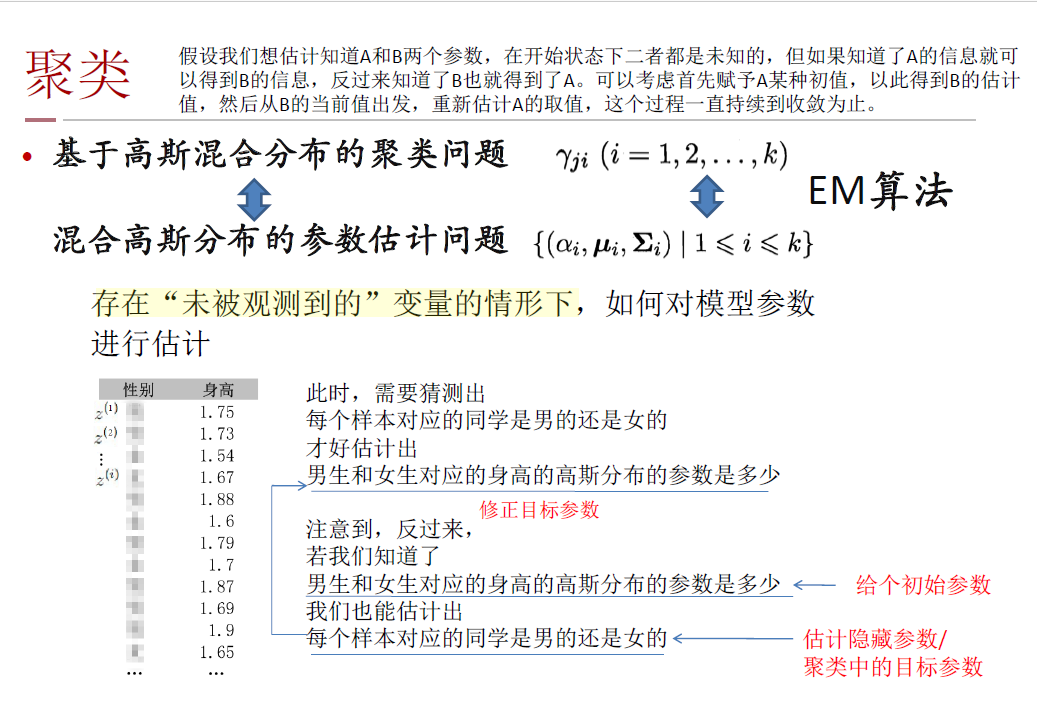 聚类
假设我们想估计知道A和B两个参数，在开始状态下二者都是未知的，但如果知道了A的信息就可
以得到B的信息，反过来知道了B也就得到了A。可以考虑首先赋予A某种初值，以此得到B的估计
值，然后从B的当前值出发，重新估计A的取值，这个过程一直持续到收敛为止。
• 基于高斯混合分布的聚类问题 γji (i = 1, 2, . . . , k)
EM算法
混合高斯分布的参数估计问题 {(αi, μi, Σi) | 1 ⩽ i ⩽ k}
存在“未被观测到的”变量的情形下，如何对模型参数
进行估计
性别 身高
z(1) 1.75
z(2) 1.73
⋮ 1.54
z(i) 1.67
1.88
1.6
1.79
1.7
1.87
1.69
1.9
1.65
... ...
此时，需要猜测出
每个样本对应的同学是男的还是女的
才好估计出
男生和女生对应的身高的高斯分布的参数是多少
修正目标参数
注意到，反过来，
若我们知道了
男生和女生对应的身高的高斯分布的参数是多少
给个初始参数
我们也能估计出
每个样本对应的同学是男的还是女的
估计隐藏参数/
聚类中的目标参数